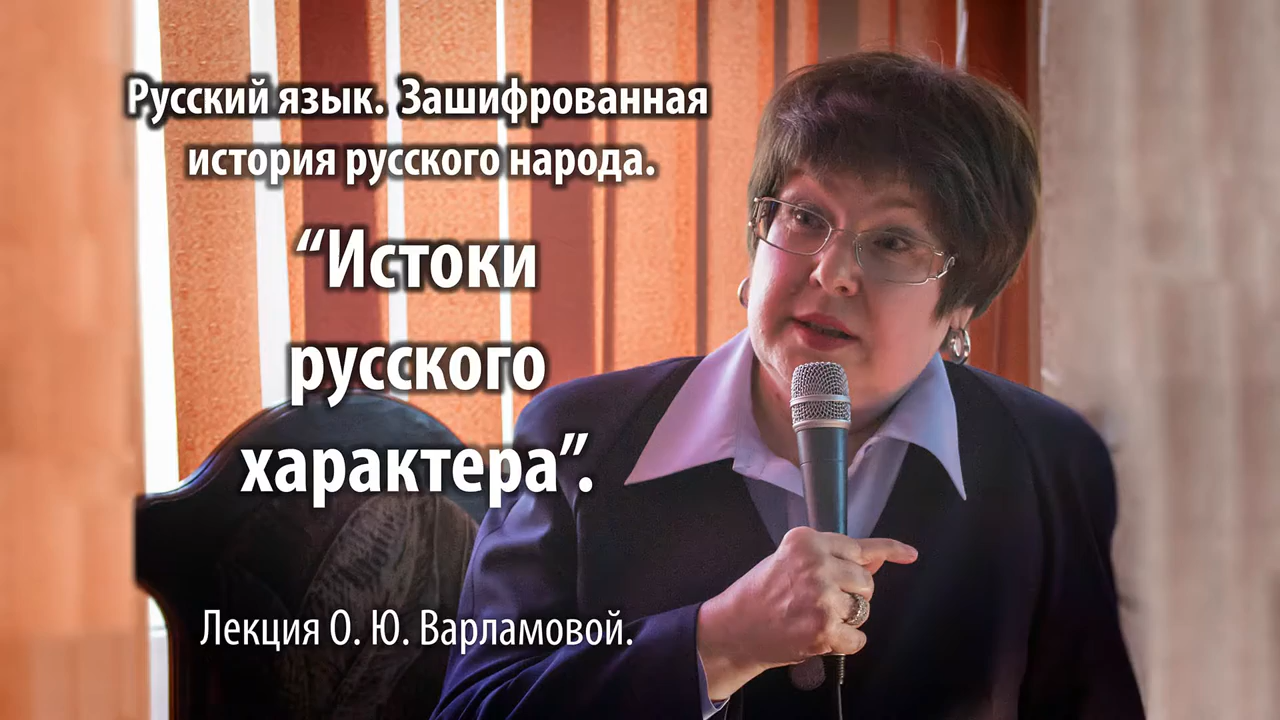 Русский язык. Зашифрованная
история русского народа.
“Истоки
русского
характера”.
Лекция О. Ю. Варламовой.